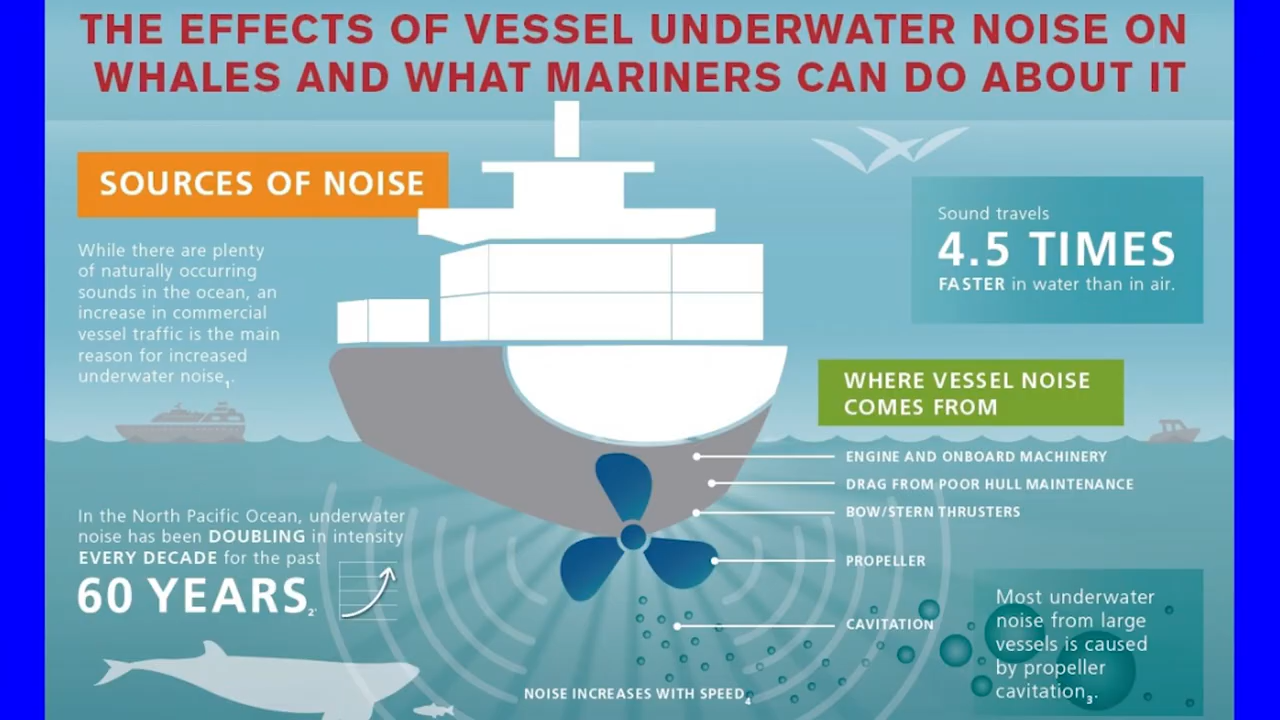 THE EFFECTS OF VESSEL UNDERWATER NOISE ON
WHALES AND WHAT MARINERS CAN DO ABOUT IT
SOURCES OF NOISE
While there are plenty
of naturally occurring
sounds in the ocean, an
increase in commercial
vessel traffic is the main
reason for increased
underwater noise1.
Sound travels
4.5 TIMES
FASTER in water than in air.
WHERE VESSEL NOISE
COMES FROM
ENGINE AND ONBOARD MACHINERY
DRAG FROM POOR HULL MAINTENANCE
BOW/STERN THRUSTERS
PROPELLER
CAVITATION
In the North Pacific Ocean, underwater
noise has been DOUBLING in intensity
EVERY DECADE for the past
60 YEARS2.
Most underwater
noise from large
vessels is caused
by propeller
cavitation3.
NOISE INCREASES WITH SPEED4